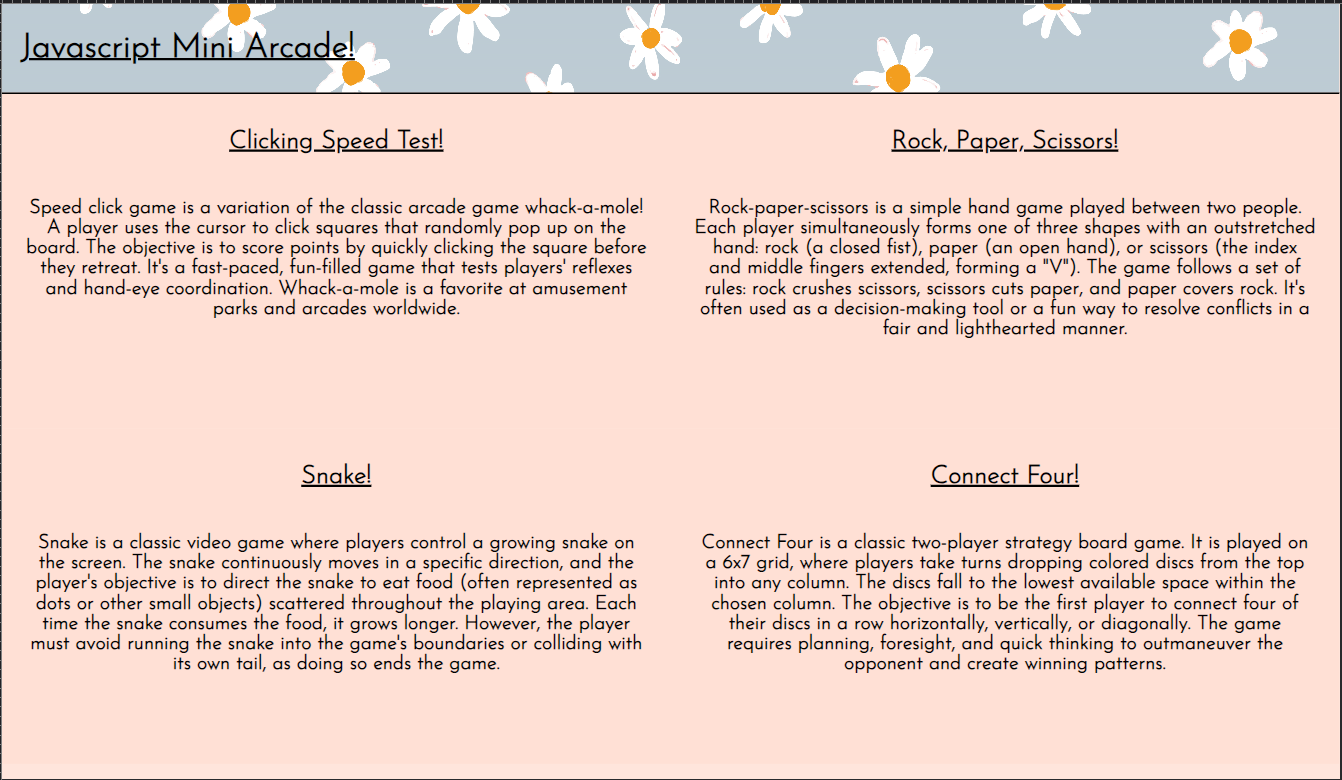 Javascript Mini Arcade!
Clicking Speed Test!
Speed click game is a variation of the classic arcade game whack-a-mole!
A player uses the cursor to click squares that randomly pop up on the
board. The objective is to score points by quickly clicking the square before
they retreat. It's a fast-paced, fun-filled game that tests players' reflexes
and hand-eye coordination. Whack-a-mole is a favorite at amusement
parks and arcades worldwide.
Rock, Paper, Scissors!
Rock-paper-scissors is a simple hand game played between two people.
Each player simultaneously forms one of three shapes with an outstretched
hand: rock (a closed fist), paper (an open hand), or scissors (the index
and middle fingers extended, forming a "V"). The game follows a set of
rules: rock crushes scissors, scissors cuts paper, and paper covers rock. It's
often used as a decision-making tool or a fun way to resolve conflicts in a
fair and lighthearted manner.
Snake!
Snake is a classic video game where players control a growing snake on
the screen. The snake continuously moves in a specific direction, and the
player's objective is to direct the snake to eat food (often represented as
dots or other small objects) scattered throughout the playing area. Each
time the snake consumes the food, it grows longer. However, the player
must avoid running the snake into the game's boundaries or colliding with
its own tail, as doing so ends the game.
Connect Four!
Connect Four is a classic two-player strategy board game. It is played on
a 6x7 grid, where players take turns dropping colored discs from the top
into any column. The discs fall to the lowest available space within the
chosen column. The objective is to be the first player to connect four of
their discs in a row horizontally, vertically, or diagonally. The game
requires planning, foresight, and quick thinking to outmaneuver the
opponent and create winning patterns.